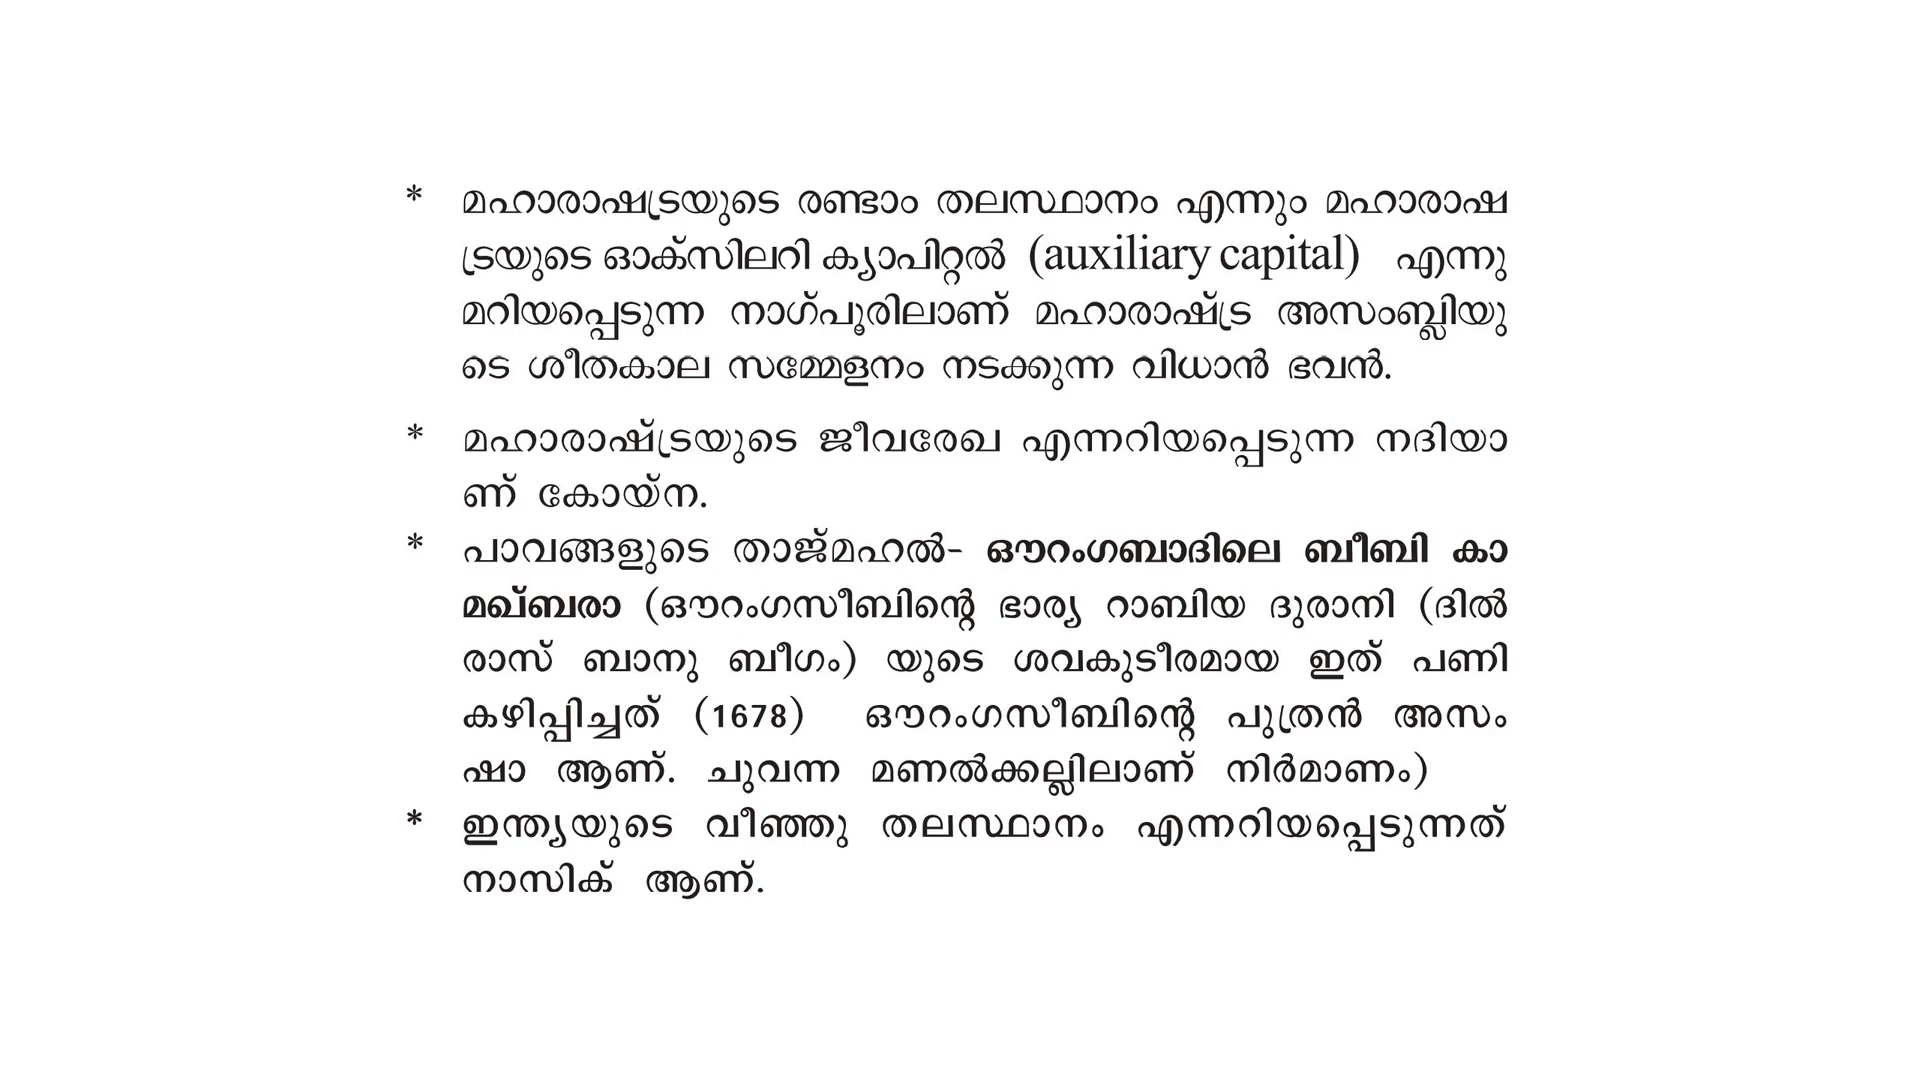 * മഹാരാഷട്രയുടെ രണ്ടാം തലസ്ഥാനം എന്നും മഹാരാഷ
ട്രയുടെ ഓക്സിലറി ക്യാപിറ്റൽ (auxiliary capital) എന്നു
മറിയപ്പെടുന്ന നാഗ്പൂരിലാണ് മഹാരാഷ്ട്ര അസംബ്ലിയു
ടെ ശീതകാല സമ്മേളനം നടക്കുന്ന വിധാൻ ഭവൻ.
* മഹാരാഷ്ട്രയുടെ ജീവരേഖ എന്നറിയപ്പെടുന്ന നദിയാ
ണ് കോയ്ന.
* പാവങ്ങളുടെ താജ്മഹൽ- ഔറംഗബാദിലെ ബീബി കാ
മഖ്ബരാ (ഔറംഗസീബിന്റെ ഭാര്യ റാബിയ ദുരാനി (ദിൽ
രാസ് ബാനു ബീഗം) യുടെ ശവകുടീരമായ ഇത് പണി
കഴിപ്പിച്ചത് (1678) ഔറംഗസീബിന്റെ പുത്രൻ അസം
ഷാ ആണ്. ചുവന്ന മണൽക്കല്ലിലാണ് നിർമാണം)
* ഇന്ത്യയുടെ വീഞ്ഞു തലസ്ഥാനം എന്നറിയപ്പെടുന്നത്
നാസിക് ആണ്.